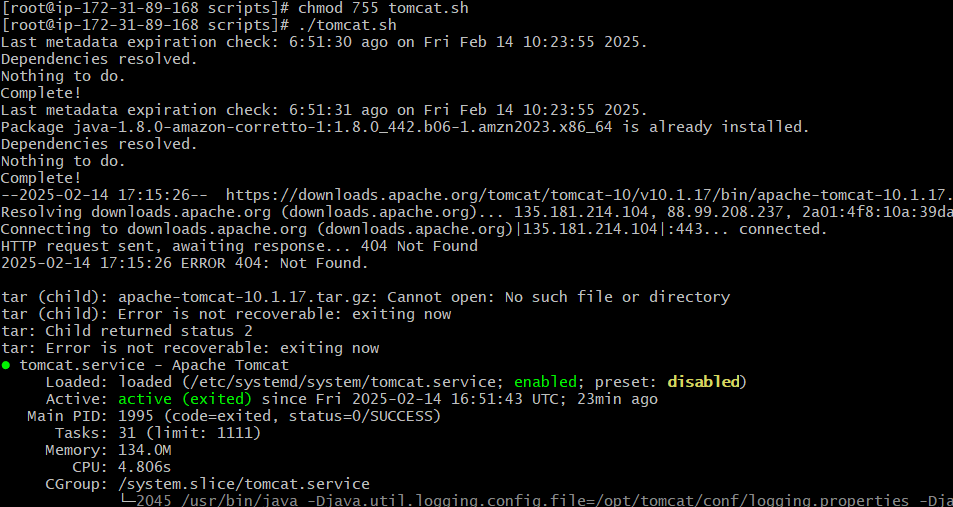 [root@ip-172-31-89-168 scripts]# chmod 755 tomcat.sh
[root@ip-172-31-89-168 scripts]# ./tomcat.sh
Last metadata expiration check: 6:51:30 ago on Fri Feb 14 10:23:55 2025.
Dependencies resolved.
Nothing to do.
Complete!
Last metadata expiration check: 6:51:31 ago on Fri Feb 14 10:23:55 2025.
Package java-1.8.0-amazon-corretto-1:1.8.0_442.b06-1.amzn2023.x86_64 is already installed.
Dependencies resolved.
Nothing to do.
Complete!
--2025-02-14 17:15:26--  https://downloads.apache.org/tomcat/tomcat-10/v10.1.17/bin/apache-tomcat-10.1.17.
Resolving downloads.apache.org (downloads.apache.org)... 135.181.214.104, 88.99.208.237, 2a01:4f8:10a:39da
Connecting to downloads.apache.org (downloads.apache.org)|135.181.214.104|:443... connected.
HTTP request sent, awaiting response... 404 Not Found
2025-02-14 17:15:26 ERROR 404: Not Found.
tar (child): apache-tomcat-10.1.17.tar.gz: Cannot open: No such file or directory
tar (child): Error is not recoverable: exiting now
tar: Child returned status 2
tar: Error is not recoverable: exiting now
● tomcat.service - Apache Tomcat
Loaded: loaded (/etc/systemd/system/tomcat.service; enabled; preset: disabled)
Active: active (exited) since Fri 2025-02-14 16:51:43 UTC; 23min ago
Main PID: 1995 (code=exited, status=0/SUCCESS)
Tasks: 31 (limit: 1111)
Memory: 134.0M
CPU: 4.806s
CGroup: /system.slice/tomcat.service
└─2045 /usr/bin/java -Djava.util.logging.config.file=/opt/tomcat/conf/logging.properties -Dja